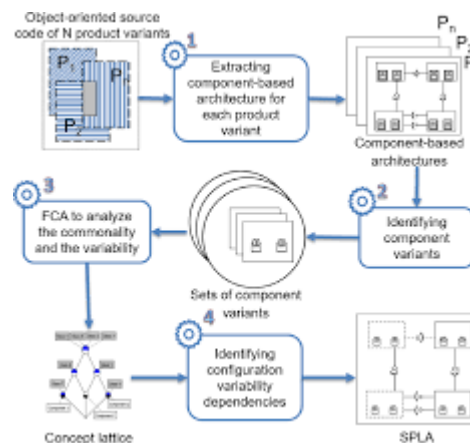 Object-oriented source
code of N product variants
P1
P2
1
Extracting
component-based
architecture for
each product
variant
Pn
Component-based
architectures
2
Identifying
component
variants
Sets of component
variants
3
FCA to analyze
the commonality
and the variability
Concept lattice
4
Identifying
configuration
variability
dependencies
SPLA